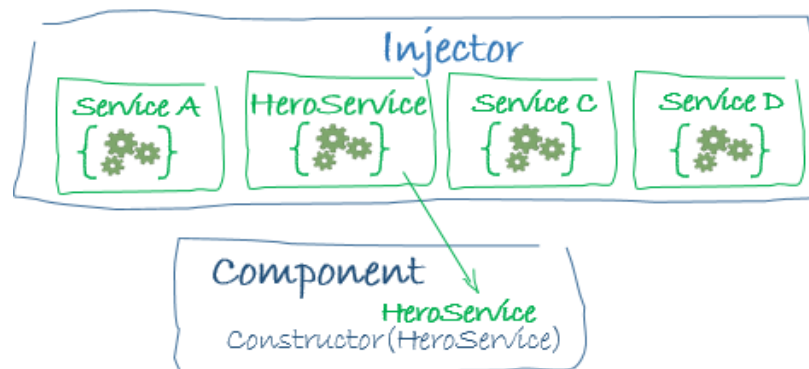 Injector
Service A
HeroService
Service C
Service D
Component
HeroService
Constructor(HeroService)